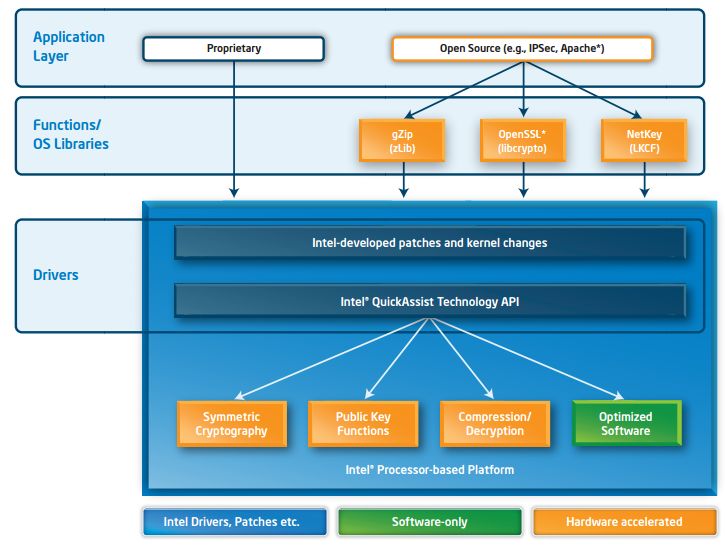 Application
Layer
Proprietary
Open Source (e.g., IPSec, Apache*)
Functions/
OS Libraries
gZip
(zLib)
OpenSSL*
(libcrypto)
NetKey
(LKCF)
Drivers
Intel-developed patches and kernel changes
Intel® QuickAssist Technology API
Symmetric
Cryptography
Public Key
Functions
Compression/
Decryption
Optimized
Software
Intel® Processor-based Platform
Intel Drivers, Patches etc.
Software-only
Hardware accelerated